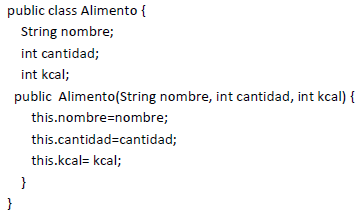 public class Alimento {
String nombre;
int cantidad;
int kcal;
public Alimento(String nombre, int cantidad, int kcal) {
this.nombre=nombre;
this.cantidad=cantidad;
this.kcal= kcal;
}
}